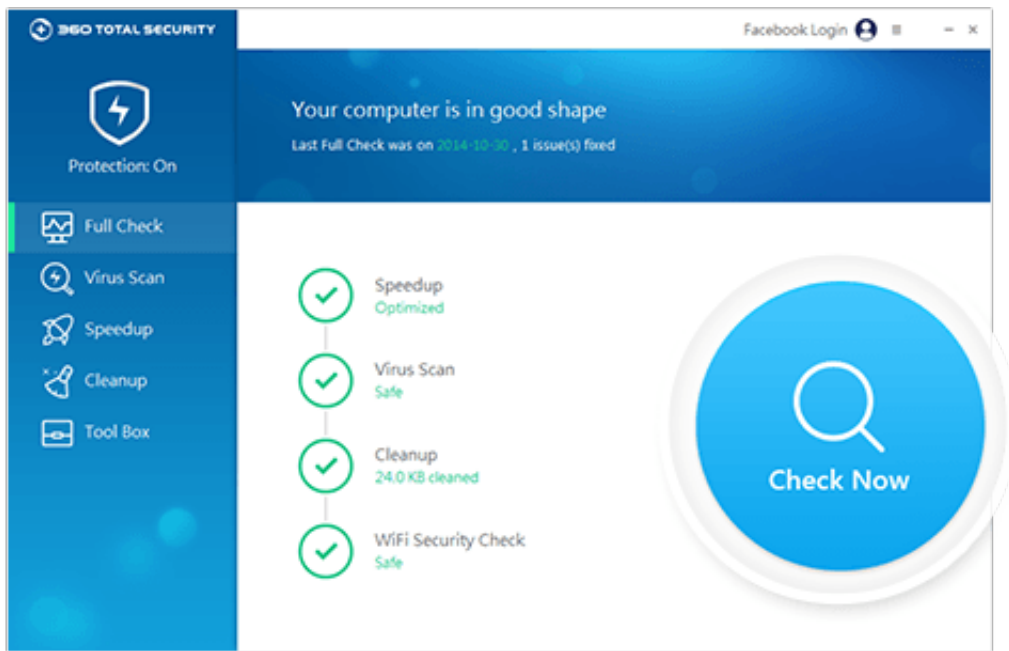 360 TOTAL SECURITY
Facebook Login
Protection: On
Your computer is in good shape
Last Full Check was on 2014-10-30 , 1 issue(s) fixed
Full Check
Virus Scan
Speedup
Cleanup
Tool Box
Speedup
Optimized
Virus Scan
Safe
Cleanup
24.0 KB cleaned
WiFi Security Check
Safe
Check Now